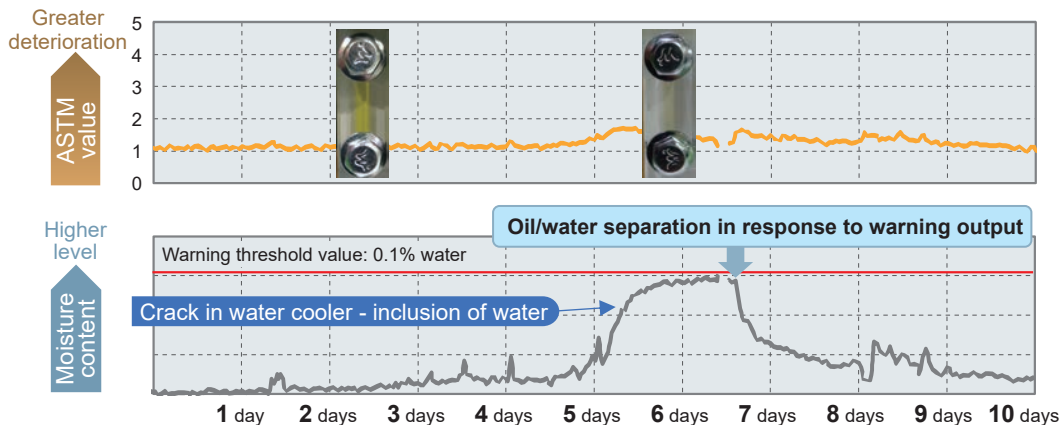 Greater
deterioration
ASTM
value
5
4
3
2
1
0
Higher
level
Moisture
content
Oil/water separation in response to warning output
Warning threshold value: 0.1% water
Crack in water cooler - inclusion of water
1 day
2 days
3 days
4 days
5 days
6 days
7 days
8 days
9 days
10 days